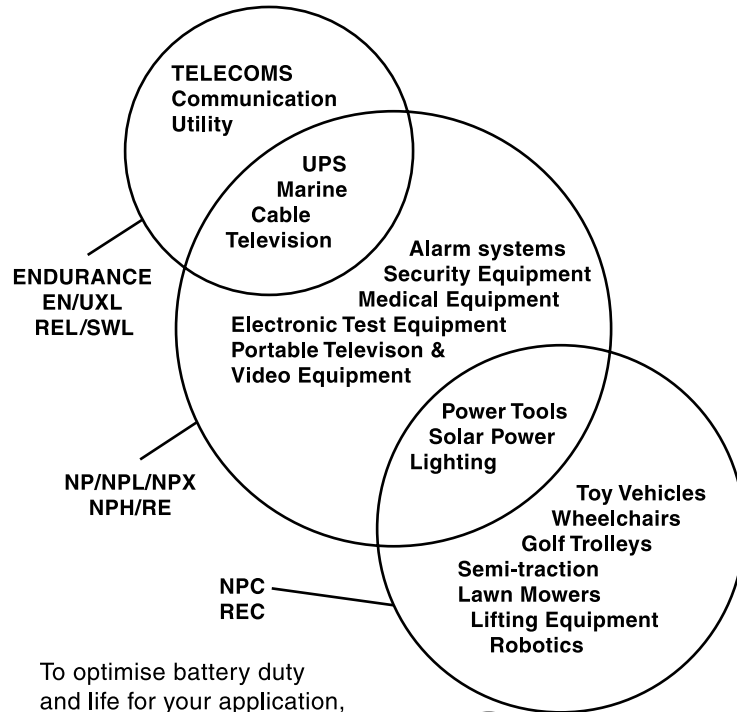 TELECOMS
Communication
Utility
UPS
Marine
Cable
Television
ENDURANCE
EN/UXL
REL/SWL
Alarm systems
Security Equipment
Medical Equipment
Electronic Test Equipment
Portable Televison &
Video Equipment
Power Tools
Solar Power
Lighting
NP/NPL/NPX
NPH/RE
Toy Vehicles
Wheelchairs
Golf Trolleys
Semi-traction
Lawn Mowers
Lifting Equipment
Robotics
NPC
REC
To optimise battery duty
and life for your application,